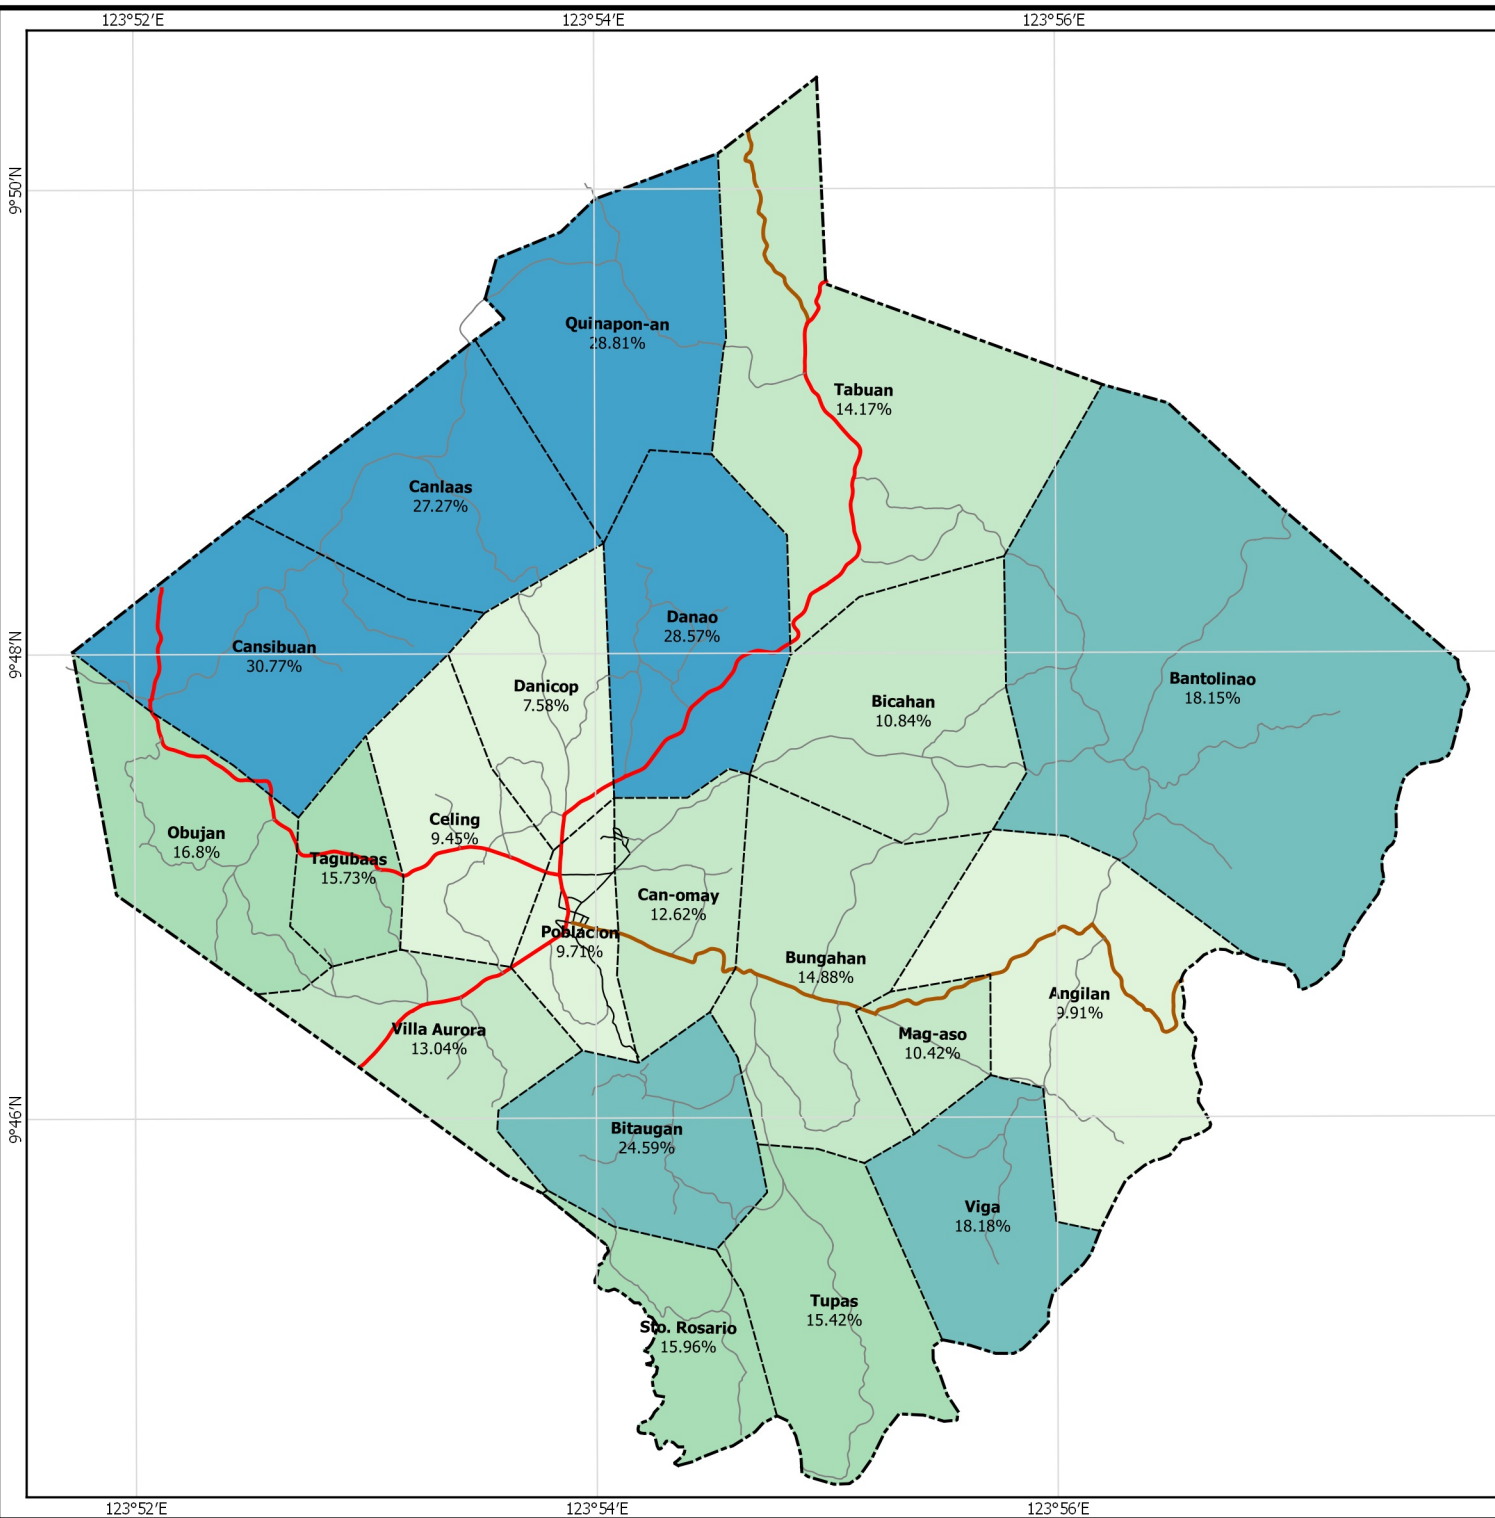 123°52′E
123°54′E
123°56′E
9°50′N
Quinapon-an
28.81%
Tabuan
14.17%
Canlaas
27.27%
Danao
28.57%
Cansibuan
30.77%
9°48′N
Danicop
7.58%
Bicahan
10.84%
Bantolinao
18.15%
Celing
9.45%
Obujan
16.8%
Tagubaas
15.73%
Can-omay
12.62%
Poblacion
9.71%
Bungahan
14.88%
Angilan
9.91%
Villa Aurora
13.04%
Mag-aso
10.42%
9°46′N
Bitaugan
24.59%
Viga
18.18%
Tupas
15.42%
Sto. Rosario
15.96%
123°52′E
123°54′E
123°56′E